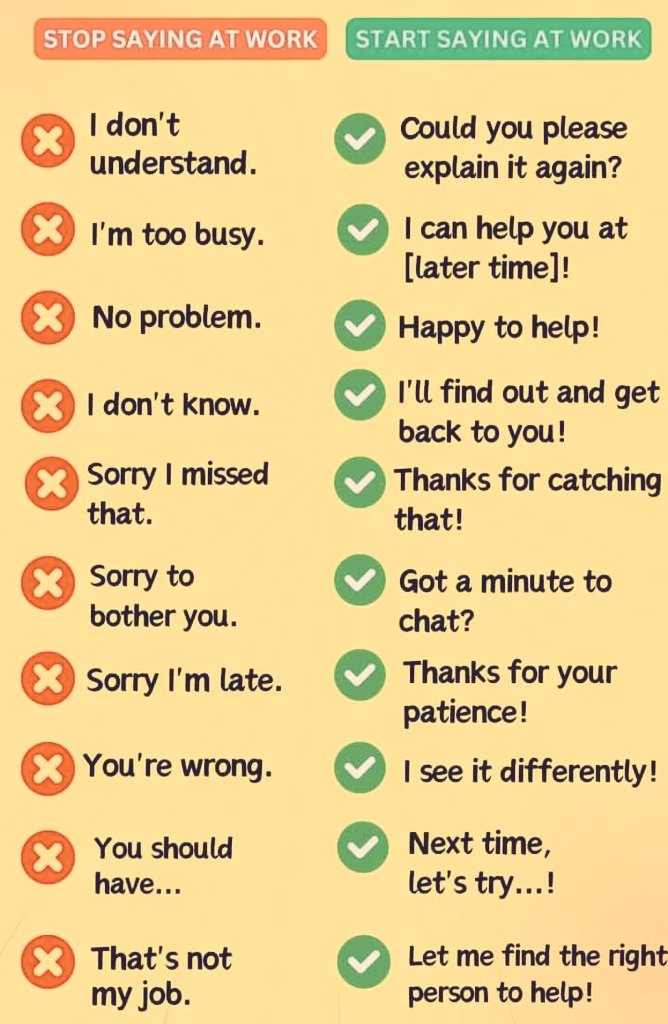 STOP SAYING AT WORK
START SAYING AT WORK
I don't
understand.
Could you please
explain it again?
I'm too busy.
I can help you at
[later time]!
No problem.
Happy to help!
I don't know.
I'll find out and get
back to you!
Sorry I missed
that.
Thanks for catching
that!
Sorry to
bother you.
Got a minute to
chat?
Sorry I'm late.
Thanks for your
patience!
You're wrong.
I see it differently!
You should
have...
Next time,
let's try...!
That's not
my job.
Let me find the right
person to help!